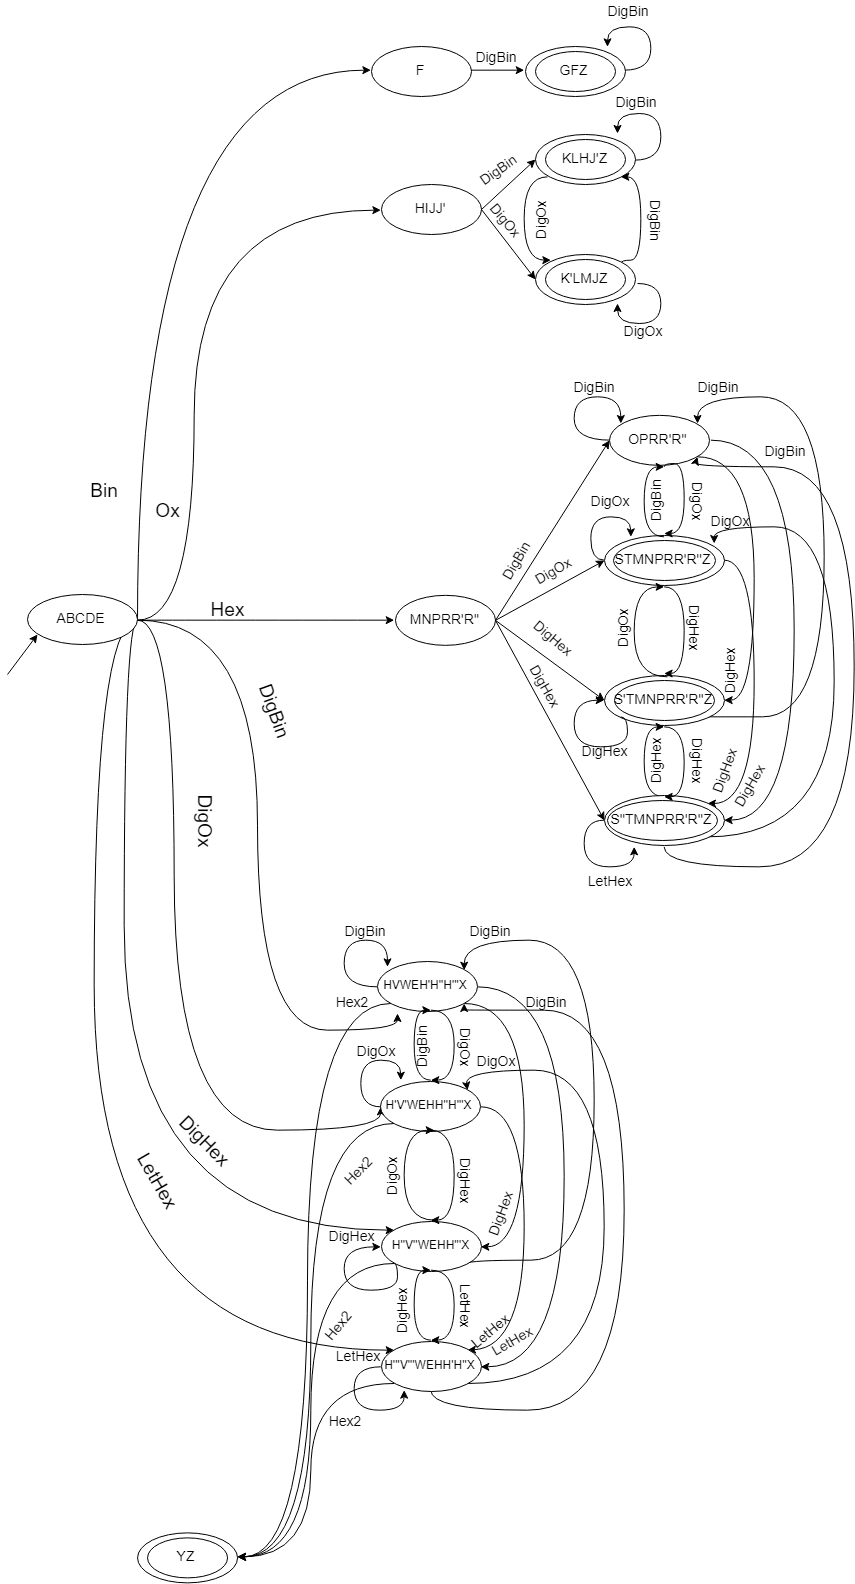 DigBin
DigBin
F
GFZ
DigBin
DigBin
KLHJ'Z
HIJJ'
DigOx
DigOx
DigBin
K'LMJZ
DigOx
DigBin
DigBin
OPRR'R"
DigBin
Bin
Ox
DigBin
DigOx
DigOx
DigOx
DigBin
STMNPRR'R"Z
DigOx
Hex
ABCDE
MNPRR'R"
DigHex
DigOx
DigHex
DigHex
DigHex
S'TMNPRR'R"Z
DigBin
DigHex
DigHex
DigHex
DigHex
DigHex
DigOx
S"TMNPRR'R"Z
LetHex
DigBin
DigBin
HVWEH'H"H'"X
Hex2
DigBin
DigBin
DigOx
DigOx
DigOx
H'V'WEHH"H'"X
DigHex
LetHex
Hex2
DigOx
DigHex
DigHex
DigHex
H"V"WEHH'"X
DigHex
LetHex
Hex2
LetHex
LetHex
LetHex
H'"V'"WEHH'H"X
Hex2
YZ